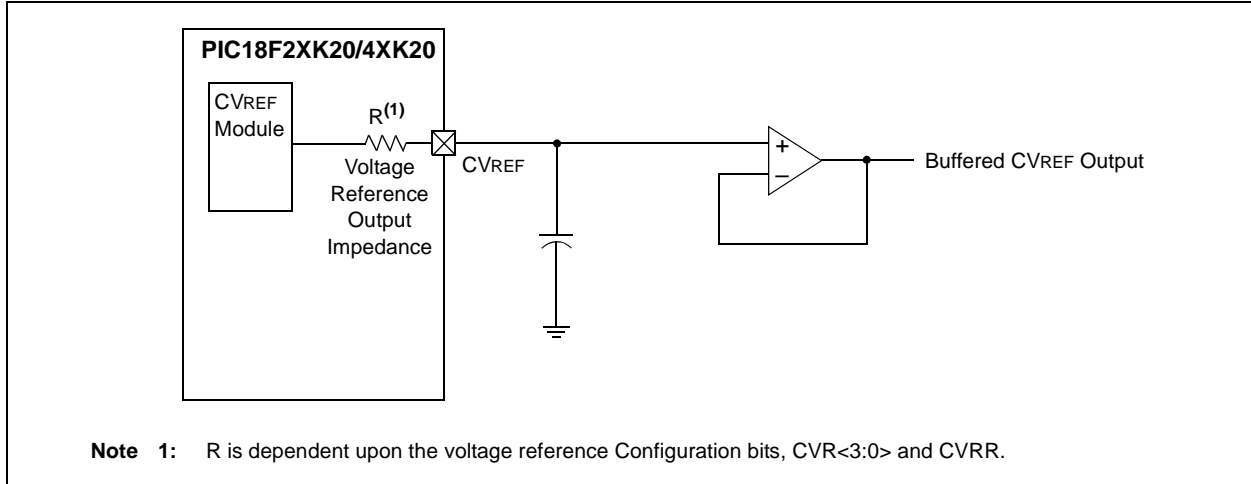 PIC18F2XK20/4XK20
CVREF
Module
R(1)
Voltage
Reference
Output
Impedance
CVREF
+
–
Buffered CVREF Output
Note 1: R is dependent upon the voltage reference Configuration bits, CVR<3:0> and CVRR.